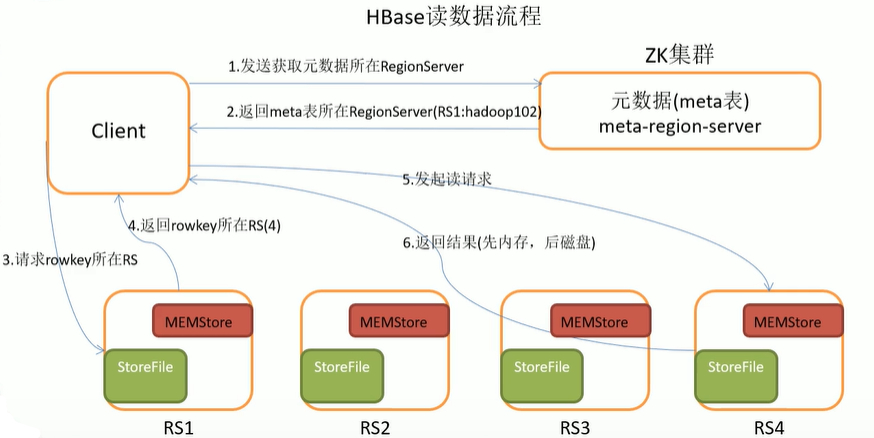 HBase读数据流程
ZK集群
1.发送获取元数据所在RegionServer
元数据(meta表)
meta-region-server
2.返回meta表所在RegionServer(RS1:hadoop102)
Client
5.发起读请求
4.返回rowkey所在RS(4)
6.返回结果(先内存，后磁盘)
3.请求rowkey所在RS
MEMStore
MEMStore
MEMStore
MEMStore
StoreFile
StoreFile
StoreFile
StoreFile
RS1
RS2
RS3
RS4